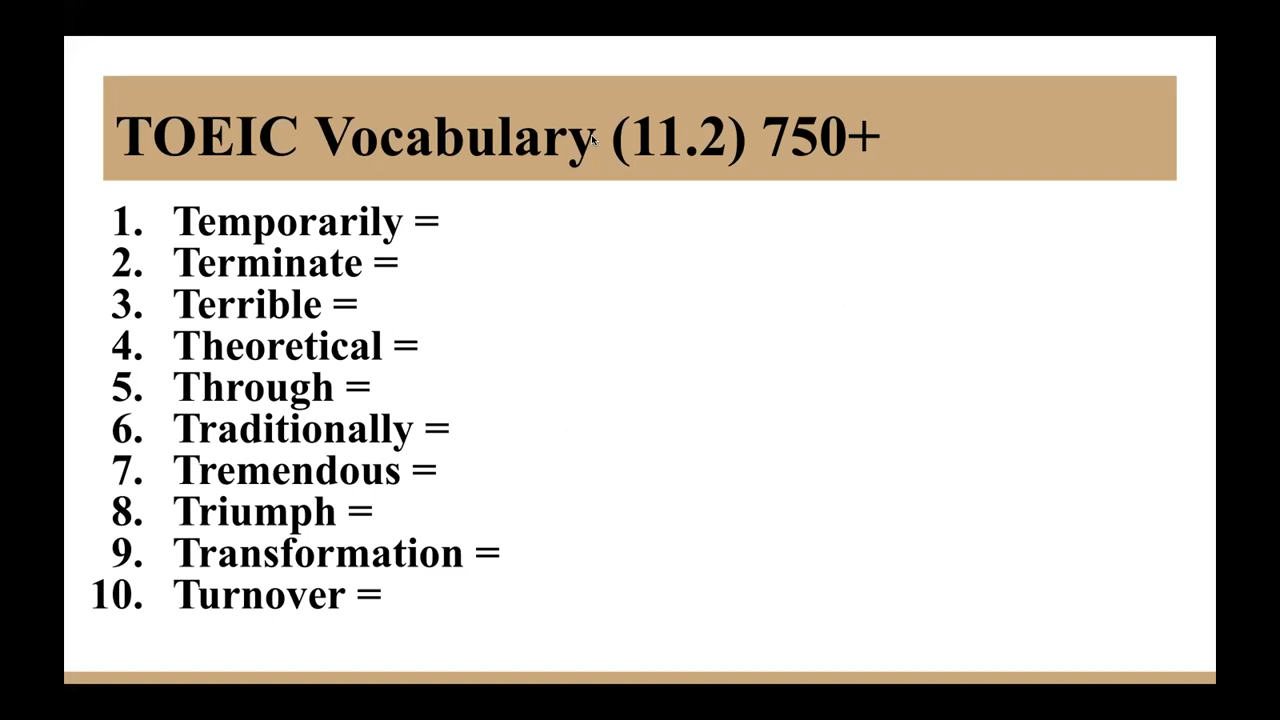 TOEIC Vocabulary (11.2) 750+
1. Temporarily =
2. Terminate =
3. Terrible =
4. Theoretical =
5. Through =
6. Traditionally =
7. Tremendous =
8. Triumph =
9. Transformation =
10. Turnover =